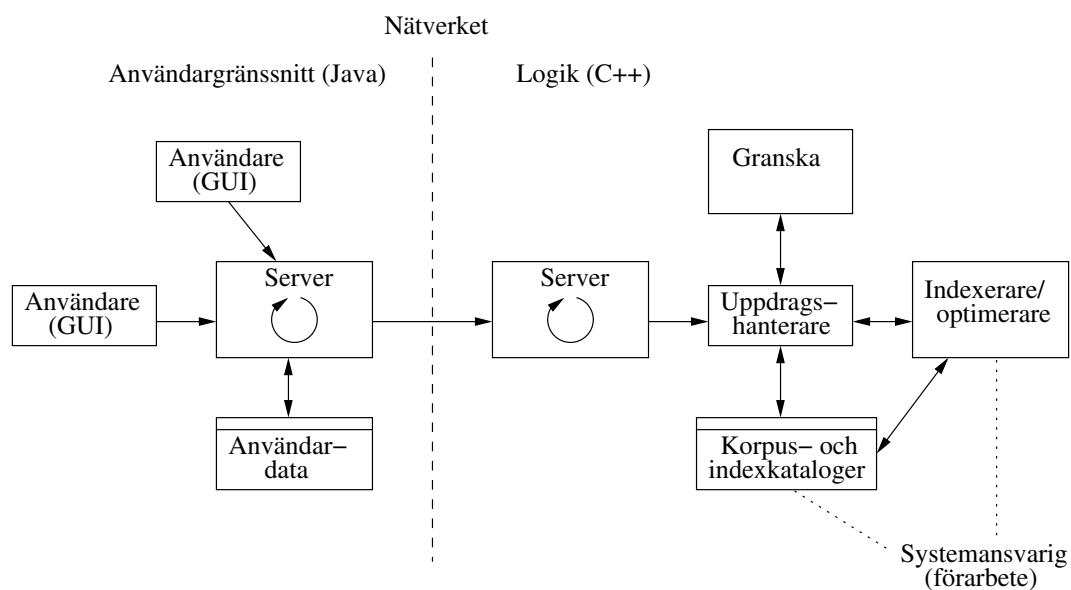 Nätverket
Användargränssnitt (Java)
Logik (C++)
Användare
(GUI)
Granska
Användare
(GUI)
Server
Server
Uppdrags–
hanterare
Indexerare/
optimerare
Användar–
data
Korpus– och
indexkataloger
Systemansvarig
(förarbete)